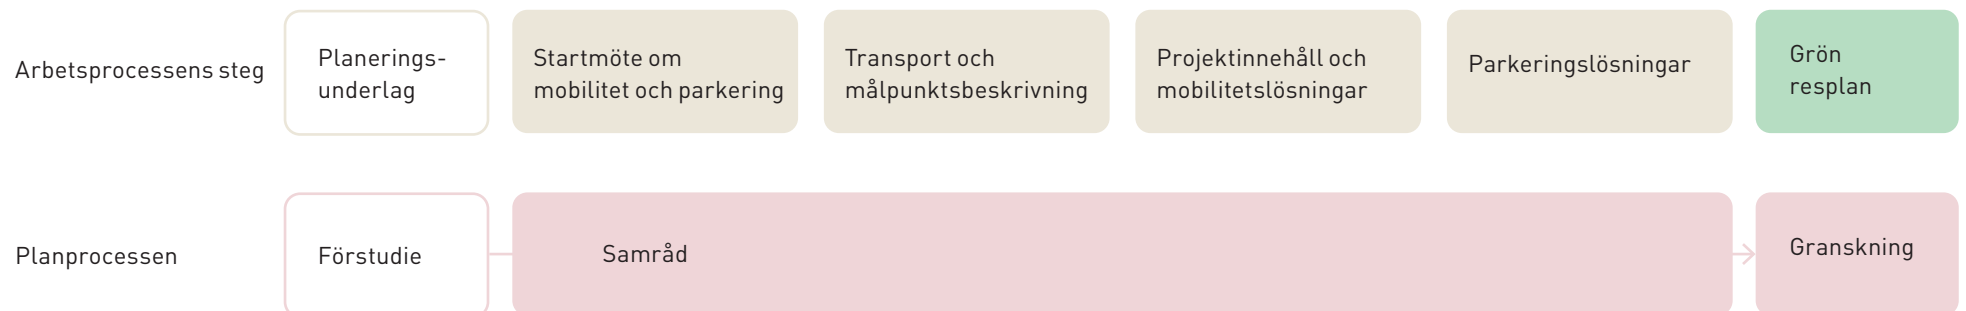 Arbetsprocessens steg
Planerings-
underlag
Startmöte om
mobilitet och parkering
Transport och
målpunktsbeskrivning
Projektinnehåll och
mobilitetslösningar
Parkeringslösningar
Grön
resplan
Planprocessen
Förstudie
Samråd
Granskning